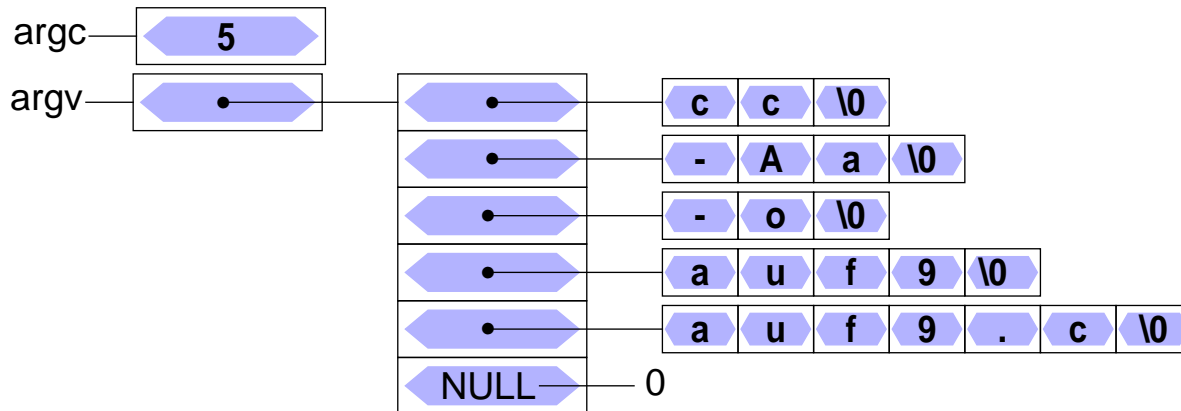 argc 5
argv c c \0
- A a \0
- o \0
a u f 9 \0
a u f 9 . c \0
NULL 0